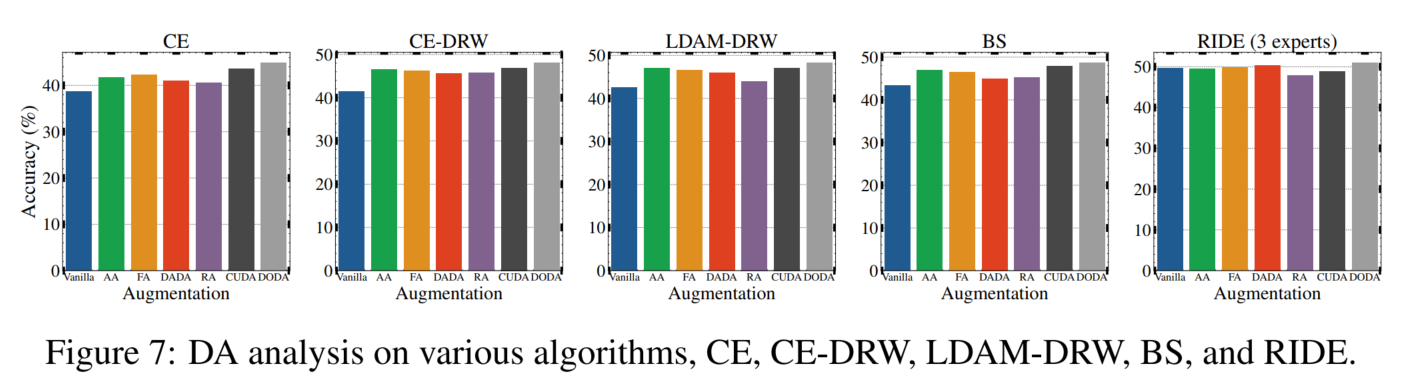 CE
CE-DRW
LDAM-DRW
BS
RIDE (3 experts)
Accuracy (%)
40
30
20
10
0
Vanilla AA FA DADA RA CUDA DODA
Augmentation
50
40
30
20
10
0
Vanilla AA FA DADA RA CUDA DODA
Augmentation
50
40
30
20
10
0
Vanilla AA FA DADA RA CUDA DODA
Augmentation
50
40
30
20
10
0
Vanilla AA FA DADA RA CUDA DODA
Augmentation
50
40
30
20
10
0
Vanilla AA FA DADA RA CUDA DODA
Augmentation
Figure 7: DA analysis on various algorithms, CE, CE-DRW, LDAM-DRW, BS, and RIDE.